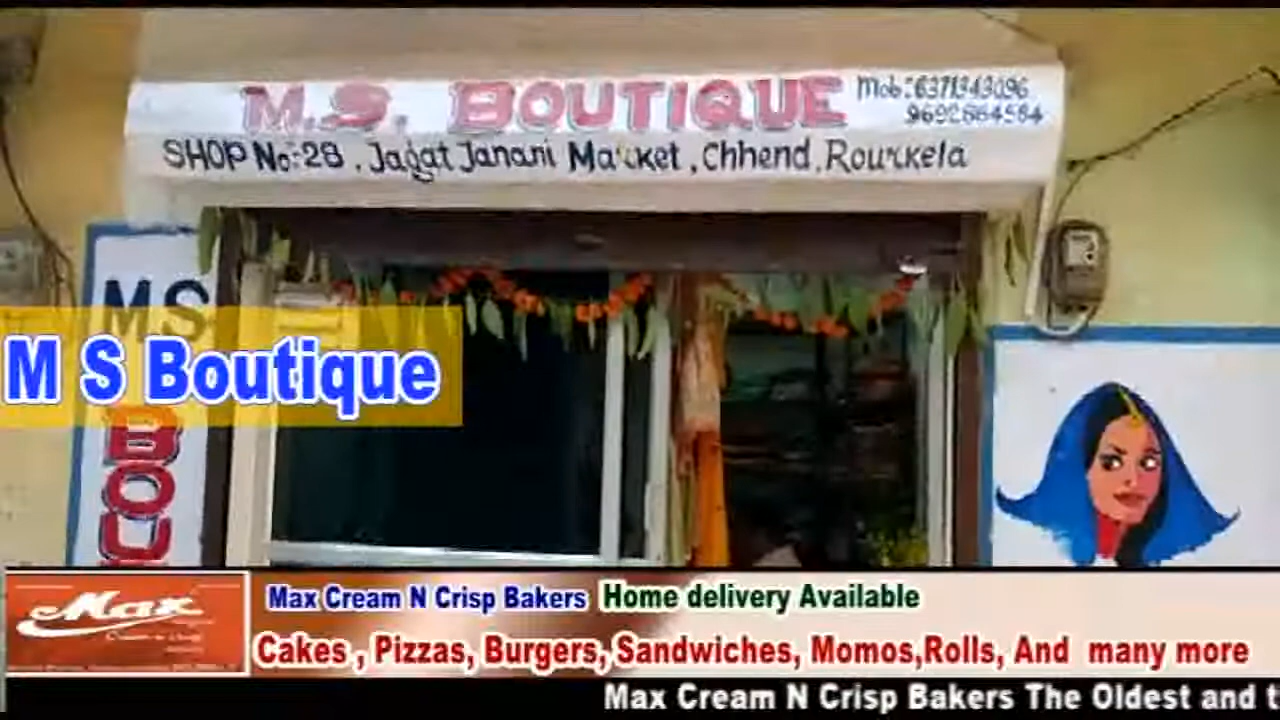 M.S. BOUTIQUE
Mob:6371343096
9692664584
SHOP No:-28, Jagat Janani Market, Chhend, Rourkela
MS
M S Boutique
BOU
Max
Max Cream N Crisp Bakers Home delivery Available
Cakes , Pizzas, Burgers, Sandwiches, Momos,Rolls, And many more
Max Cream N Crisp Bakers The Oldest and t